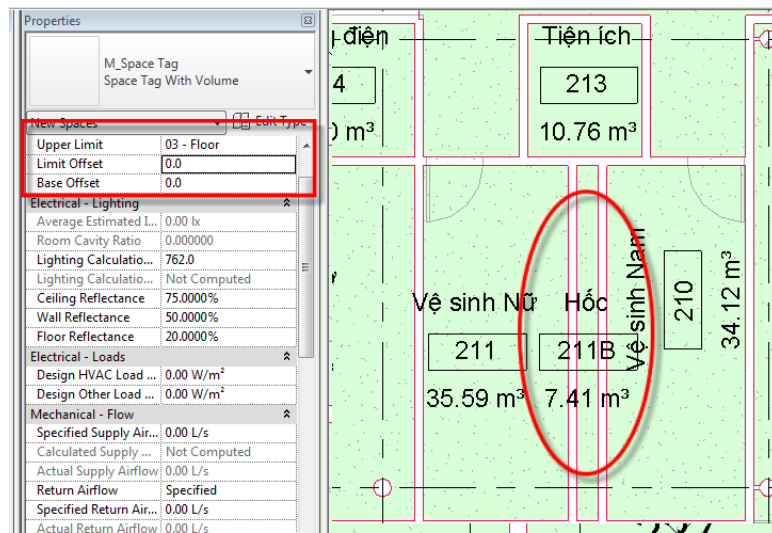 Properties
M_Space Tag
Space Tag With Volume
New Spaces
Edit Type
Upper Limit 03 - Floor
Limit Offset 0.0
Base Offset 0.0
Electrical - Lighting
Average Estimated I... 0.00 lx
Room Cavity Ratio 0.000000
Lighting Calculatio... 762.0
Lighting Calculatio... Not Computed
Ceiling Reflectance 75.0000%
Wall Reflectance 50.0000%
Floor Reflectance 20.0000%
Electrical - Loads
Design HVAC Load ... 0.00 W/m²
Design Other Load ... 0.00 W/m²
Mechanical - Flow
Specified Supply Air... 0.00 L/s
Calculated Supply ... Not Computed
Actual Supply Airflow 0.00 L/s
Return Airflow Specified
Specified Return Air... 0.00 L/s
Actual Return Airflow 0.00 L/s
điện
4
m³
Tiện ích
213
10.76 m³
Vệ sinh Nữ
211
35.59 m³
Hốc
211B
7.41 m³
Vệ sinh Nam
210
34.12 m³